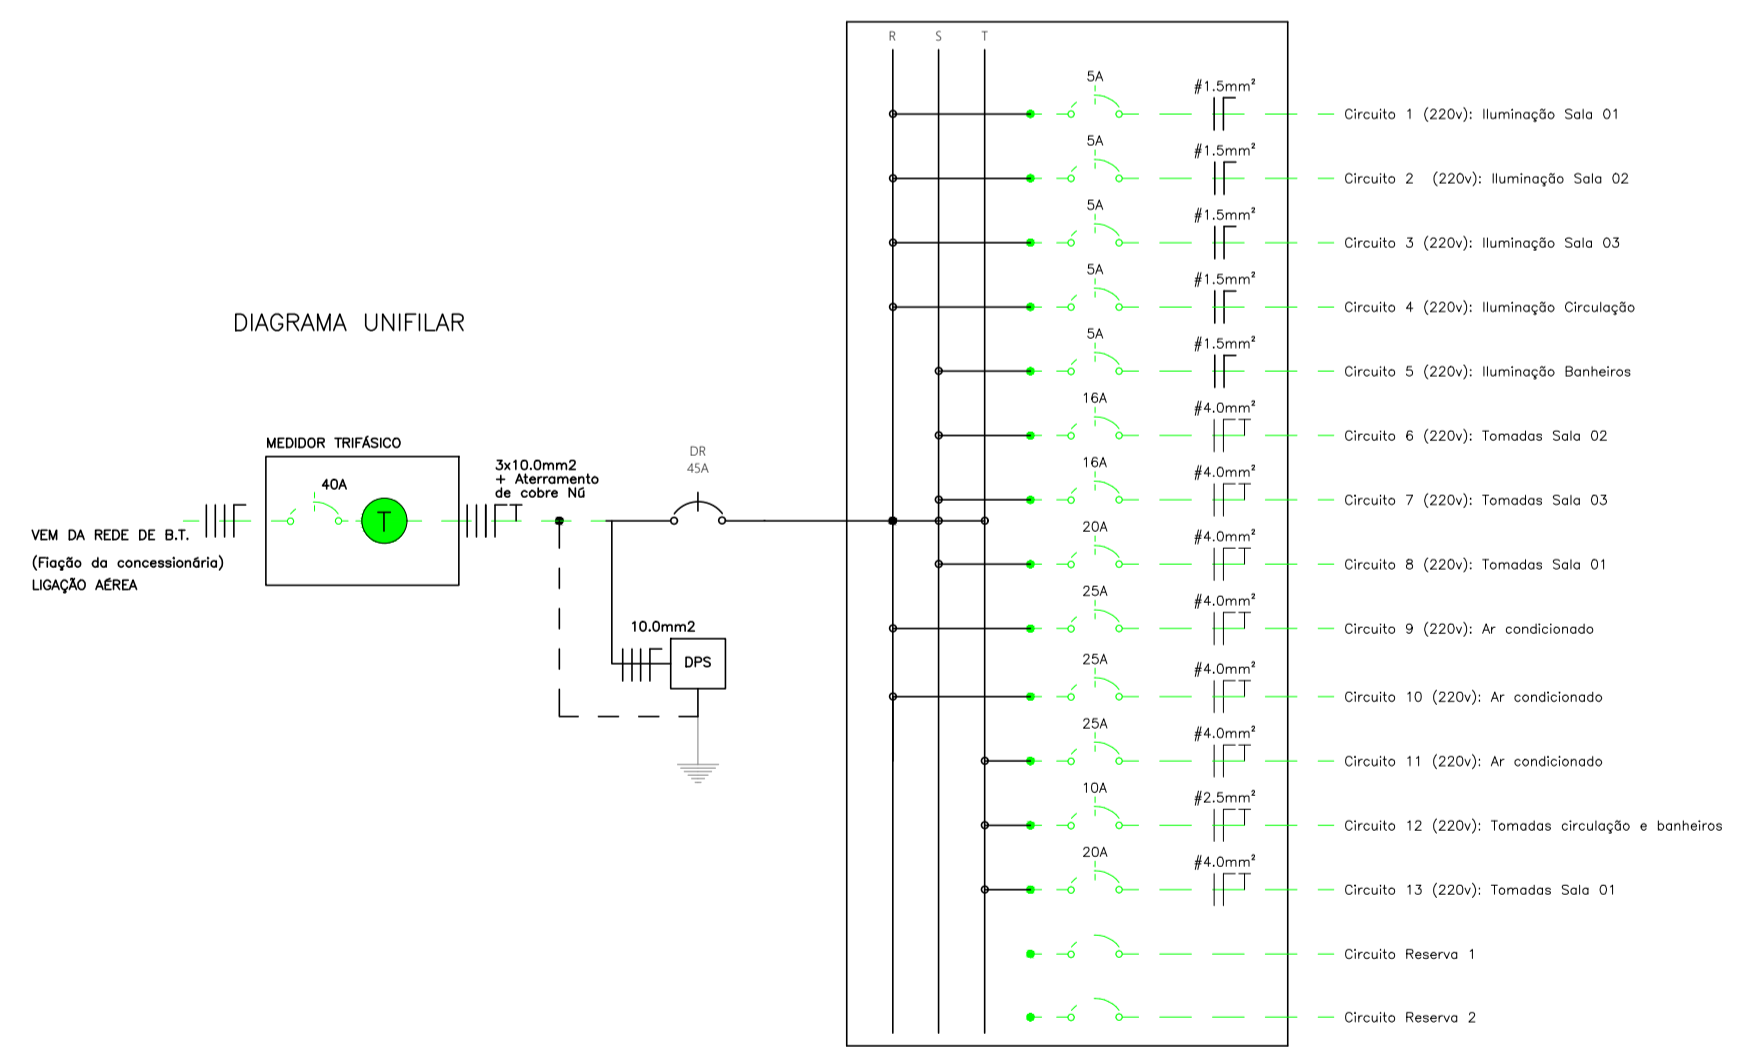 DIAGRAMA UNIFILAR
VEM DA REDE DE B.T.
(Fiação da concessionária)
LIGAÇÃO AÉREA
MEDIDOR TRIFÁSICO
40A
T
3x10.0mm2
+ Aterramento
de cobre Nú
DR
45A
10.0mm2
DPS
R S T
5A #1.5mm²
Circuito 1 (220v): Iluminação Sala 01
5A #1.5mm²
Circuito 2 (220v): Iluminação Sala 02
5A #1.5mm²
Circuito 3 (220v): Iluminação Sala 03
5A #1.5mm²
Circuito 4 (220v): Iluminação Circulação
5A #1.5mm²
Circuito 5 (220v): Iluminação Banheiros
16A #4.0mm²
Circuito 6 (220v): Tomadas Sala 02
16A #4.0mm²
Circuito 7 (220v): Tomadas Sala 03
20A #4.0mm²
Circuito 8 (220v): Tomadas Sala 01
25A #4.0mm²
Circuito 9 (220v): Ar condicionado
25A #4.0mm²
Circuito 10 (220v): Ar condicionado
25A #4.0mm²
Circuito 11 (220v): Ar condicionado
10A #2.5mm²
Circuito 12 (220v): Tomadas circulação e banheiros
20A #4.0mm²
Circuito 13 (220v): Tomadas Sala 01
Circuito Reserva 1
Circuito Reserva 2